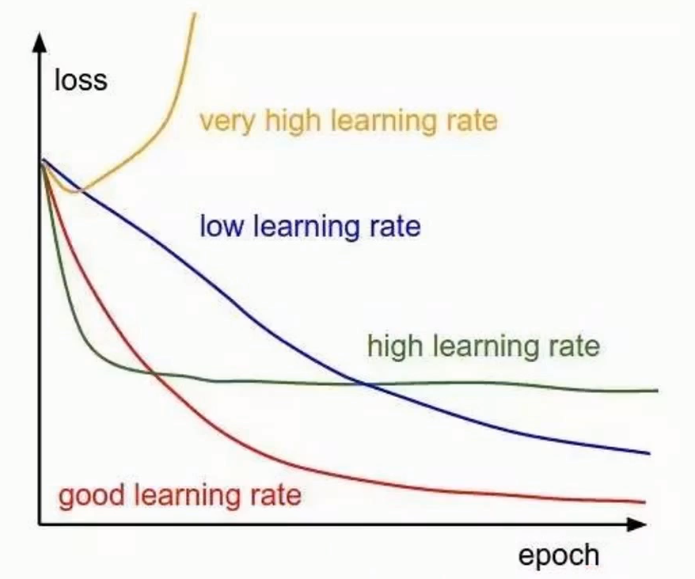 loss
very high learning rate
low learning rate
high learning rate
good learning rate
epoch